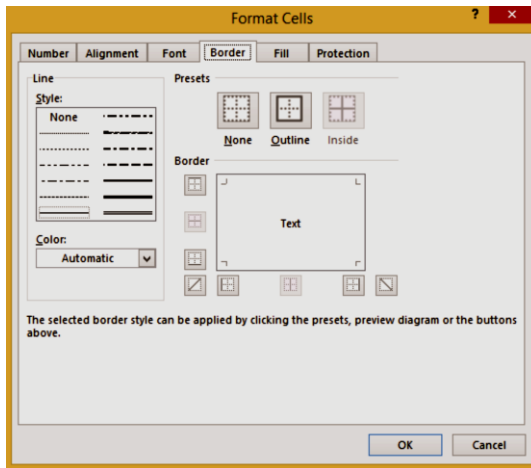 Format Cells ?
Number Alignment Font Border Fill Protection
Line
Presets
Style:
None
None Outline Inside
Border
Text
Color:
Automatic
The selected border style can be applied by clicking the presets, preview diagram or the buttons
above.
OK Cancel